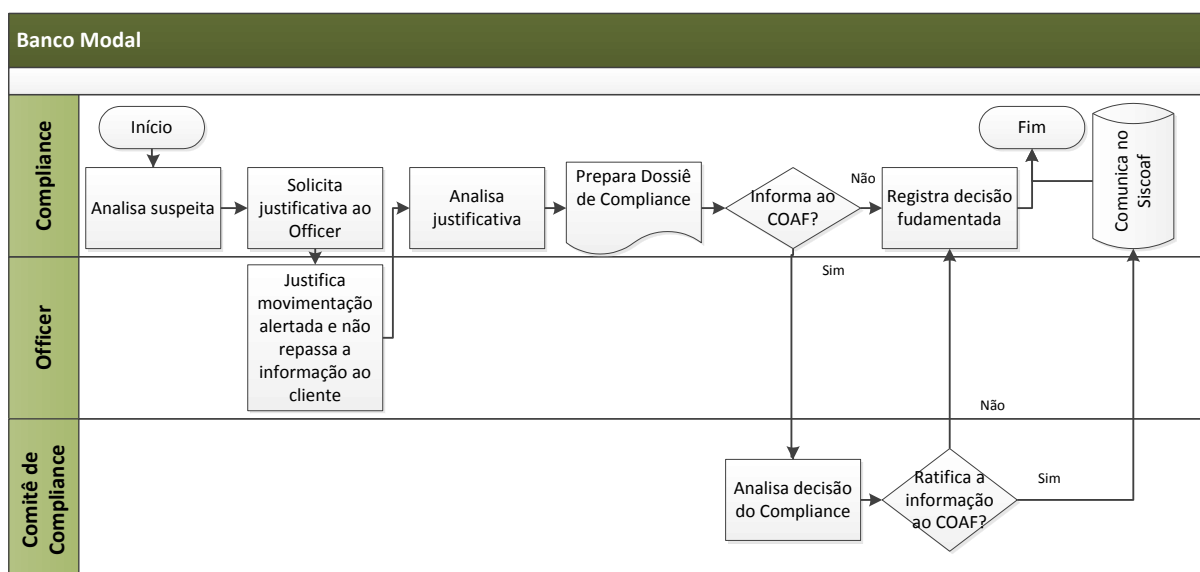 Banco Modal
Compliance
Início
Analisa suspeita
Solicita
justificativa ao
Officer
Analisa
justificativa
Prepara Dossiê
de Compliance
Informa ao
COAF?
Não
Sim
Registra decisão
fudamentada
Fim
Comunica no
Siscoaf
Officer
Justifica
movimentação
alertada e não
repassa a
informação ao
cliente
Comitê de
Compliance
Analisa decisão
do Compliance
Ratifica a
informação
ao COAF?
Não
Sim